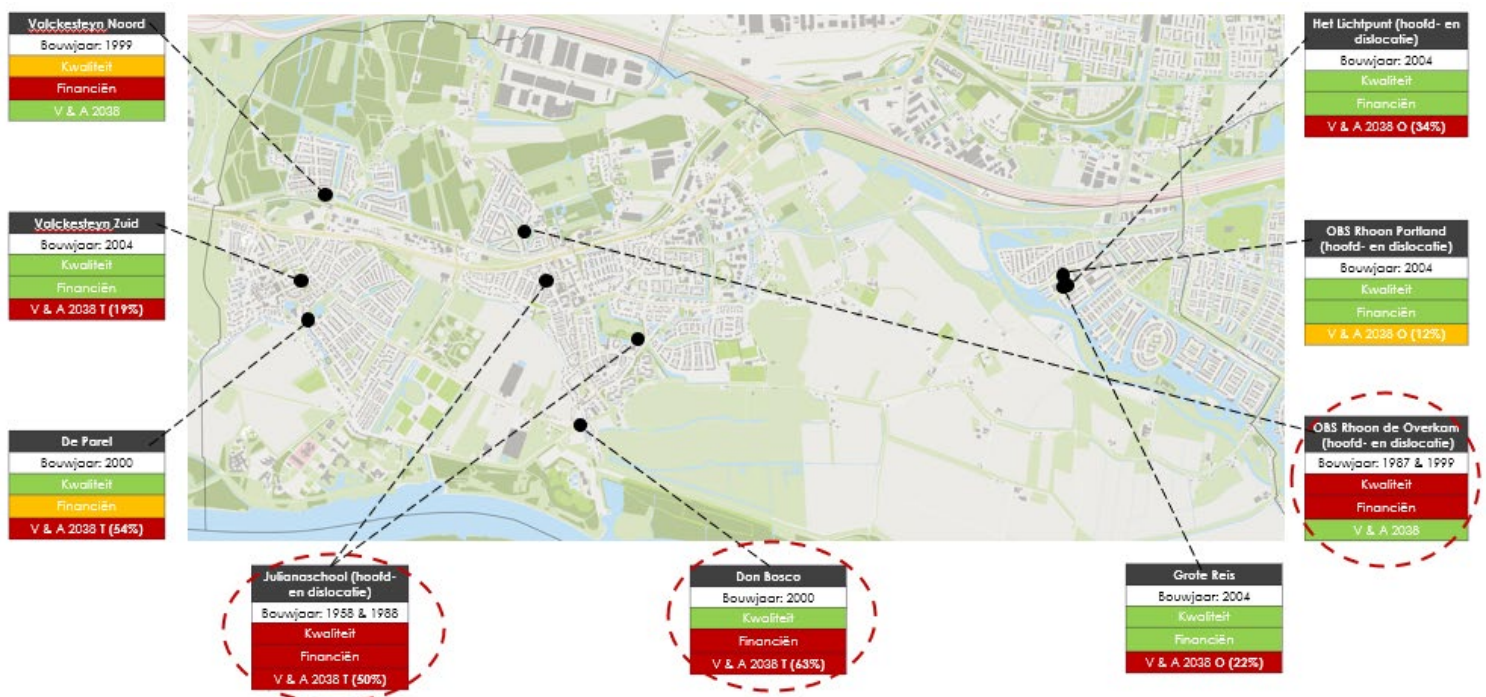 Valckesteyn Noord
Bouwjaar: 1999
Kwaliteit
Financiën
V & A 2038
Valckesteyn Zuid
Bouwjaar: 2004
Kwaliteit
Financiën
V & A 2038 T (19%)
De Parel
Bouwjaar: 2000
Kwaliteit
Financiën
V & A 2038 T (54%)
Julianaschool (hoofd-
en dislocatie)
Bouwjaar: 1958 & 1988
Kwaliteit
Financiën
V & A 2038 T (50%)
Don Bosco
Bouwjaar: 2000
Kwaliteit
Financiën
V & A 2038 T (63%)
Grote Reis
Bouwjaar: 2004
Kwaliteit
Financiën
V & A 2038 O (22%)
Het Lichtpunt (hoofd- en
dislocatie)
Bouwjaar: 2004
Kwaliteit
Financiën
V & A 2038 O (34%)
OBS Rhoon Portland
(hoofd- en dislocatie)
Bouwjaar: 2004
Kwaliteit
Financiën
V & A 2038 O (12%)
OBS Rhoon de Overkam
(hoofd- en dislocatie)
Bouwjaar: 1987 & 1999
Kwaliteit
Financiën
V & A 2038